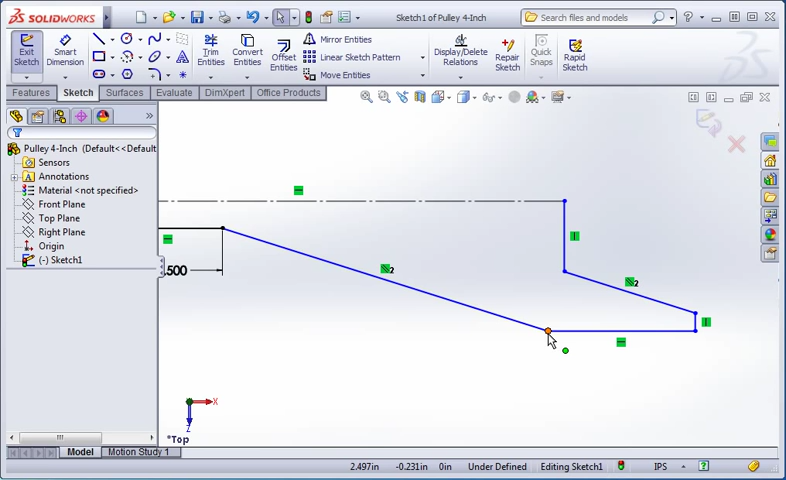 SOLIDWORKS
Sketch1 of Pulley 4-Inch
Search files and models
Exit Sketch
Smart Dimension
Trim Entities
Convert Entities
Offset Entities
Mirror Entities
Linear Sketch Pattern
Move Entities
Display/Delete Relations
Repair Sketch
Quick Snaps
Rapid Sketch
Features
Sketch
Surfaces
Evaluate
DimXpert
Office Products
Pulley 4-Inch (Default<<Default
Sensors
Annotations
Material <not specified>
Front Plane
Top Plane
Right Plane
Origin
(-) Sketch1
.500
2
2
X
Z
*Top
Model
Motion Study 1
2.497in
-0.231in
0in
Under Defined
Editing Sketch1
IPS